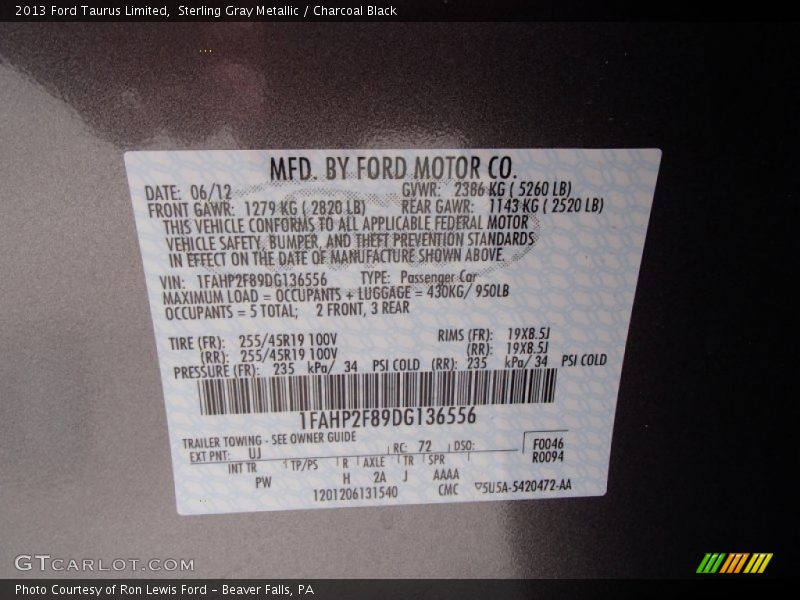 2013 Ford Taurus Limited,  Sterling Gray Metallic / Charcoal Black
MFD. BY FORD MOTOR CO.
DATE: 06/12 GVWR: 2386 KG ( 5260 LB)
FRONT GAWR: 1279 KG ( 2820 LB) REAR GAWR: 1143 KG ( 2520 LB)
THIS VEHICLE CONFORMS TO ALL APPLICABLE FEDERAL MOTOR
VEHICLE SAFETY, BUMPER, AND THEFT PREVENTION STANDARDS
IN EFFECT ON THE DATE OF MANUFACTURE SHOWN ABOVE.
VIN: 1FAHP2F89DG136556 TYPE: Passenger Car
MAXIMUM LOAD = OCCUPANTS + LUGGAGE = 430KG/ 950LB
OCCUPANTS = 5 TOTAL; 2 FRONT, 3 REAR
TIRE (FR): 255/45R19 100V RIMS (FR): 19X8.5J
(RR): 255/45R19 100V (RR): 19X8.5J
PRESSURE (FR): 235 kPa/ 34 PSI COLD (RR): 235 kPa/ 34 PSI COLD
1FAHP2F89DG136556
TRAILER TOWING - SEE OWNER GUIDE
EXT PNT: UJ RC: 72 DSO: F0046
R0094
INT TR TP/PS R AXLE TR SPR
PW H 2A J AAAA
1201206131540 CMC 5U5A-5420472-AA
GTCARLOT.COM
Photo Courtesy of Ron Lewis Ford - Beaver Falls, PA